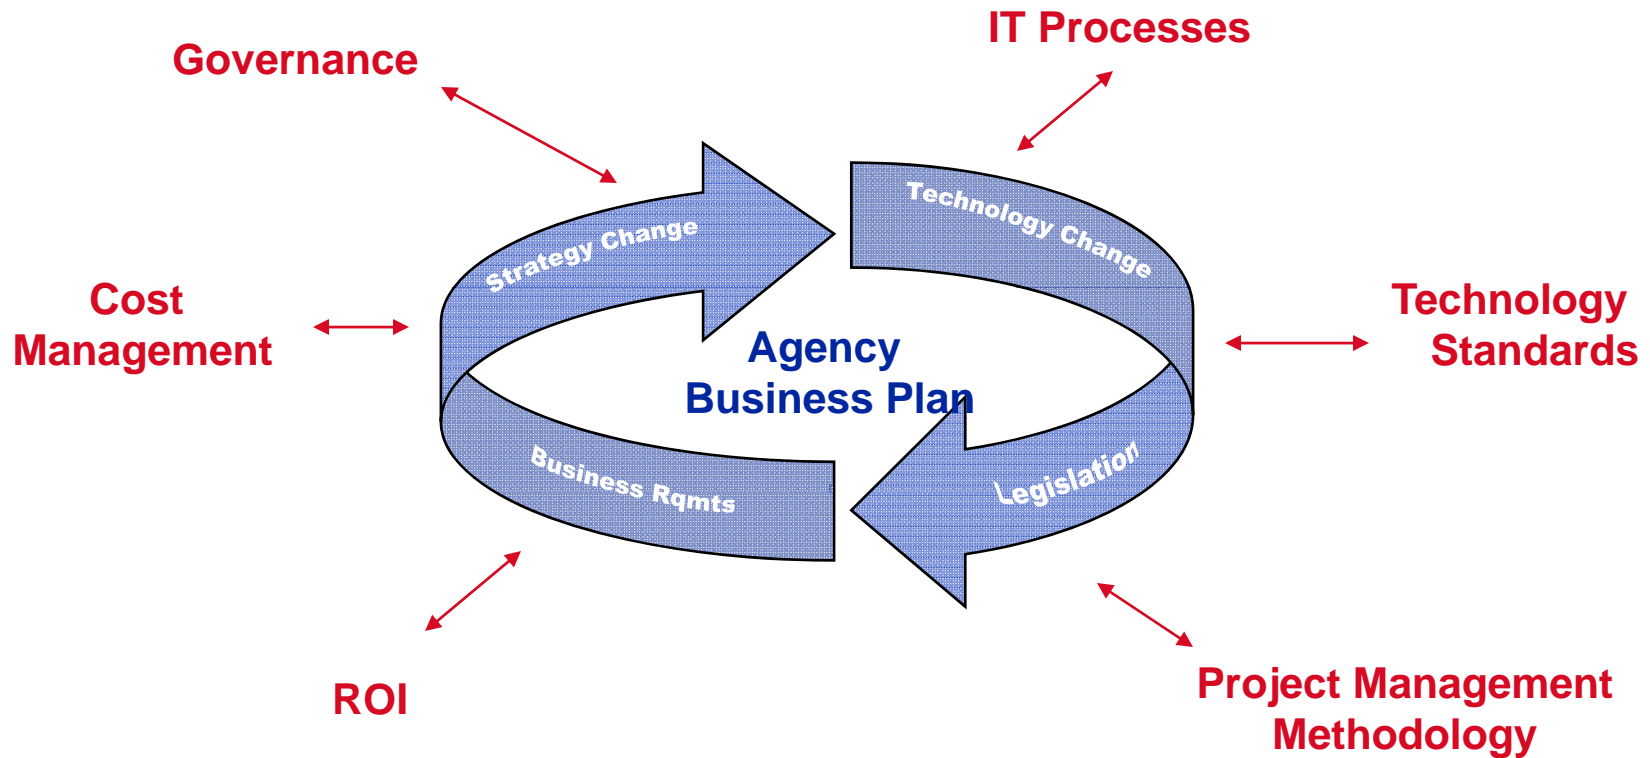 IT Processes
Governance
Strategy Change
Technology Change
Cost
Management
Technology
Standards
Agency
Business Plan
Business Rqmts
Legislation
ROI
Project Management
Methodology